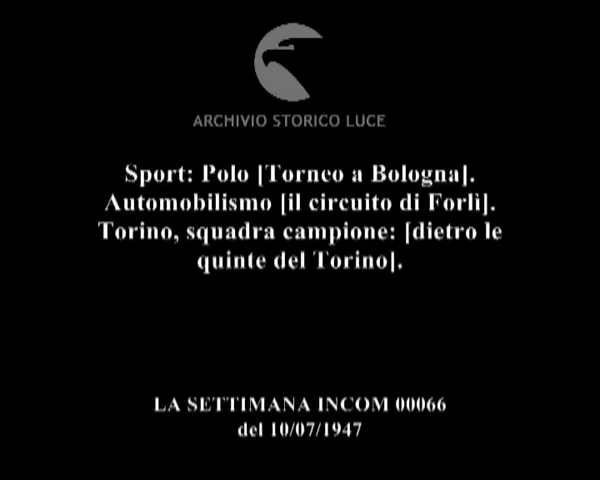 ARCHIVIO STORICO LUCE
Sport: Polo [Torneo a Bologna].
Automobilismo [il circuito di Forlì].
Torino, squadra campione: [dietro le
quinte del Torino].
LA SETTIMANA INCOM 00066
del 10/07/1947